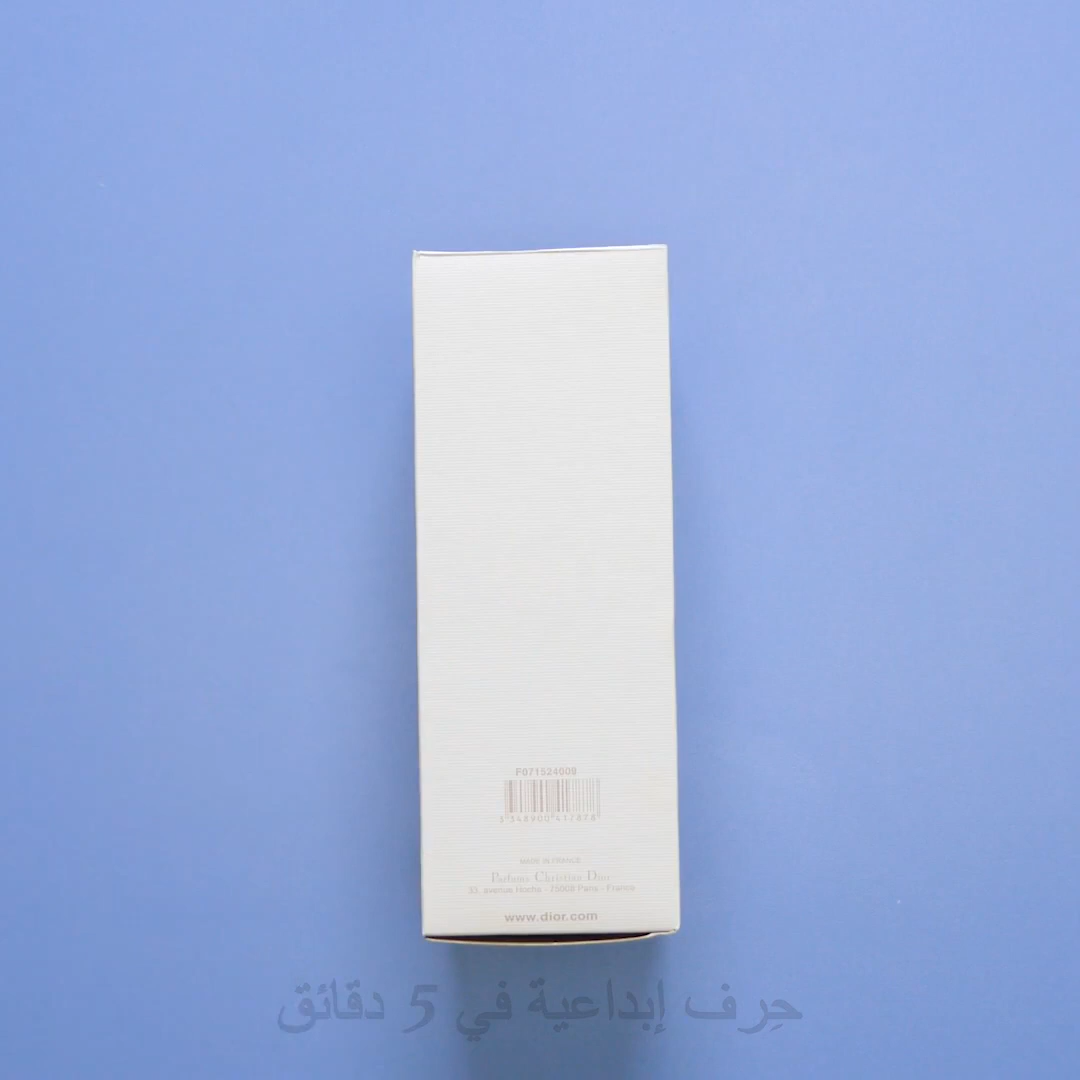 F071524009
3 348900 417878
MADE IN FRANCE
Parfums Christian Dior
33, avenue Hoche - 75008 Paris - France
www.dior.com
حِرف إبداعية في 5 دقائق